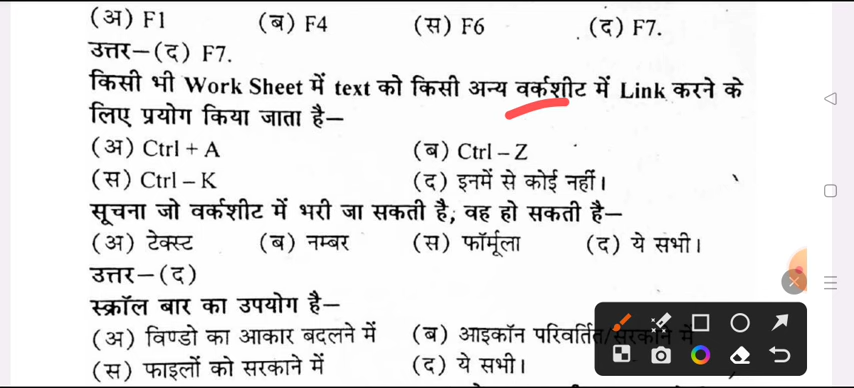 (अ) F1 (ब) F4 (स) F6 (द) F7.
उत्तर–(द) F7.
किसी भी Work Sheet में text को किसी अन्य वर्कशीट में Link करने के
लिए प्रयोग किया जाता है–
(अ) Ctrl + A (ब) Ctrl – Z
(स) Ctrl – K (द) इनमें से कोई नहीं।
सूचना जो वर्कशीट में भरी जा सकती है, वह हो सकती है–
(अ) टेक्स्ट (ब) नम्बर (स) फॉर्मूला (द) ये सभी।
उत्तर–(द)
स्क्रॉल बार का उपयोग है–
(अ) विण्डो का आकार बदलने में (ब) आइकॉन परिवर्तित/सरकाने में
(स) फाइलों को सरकाने में (द) ये सभी।